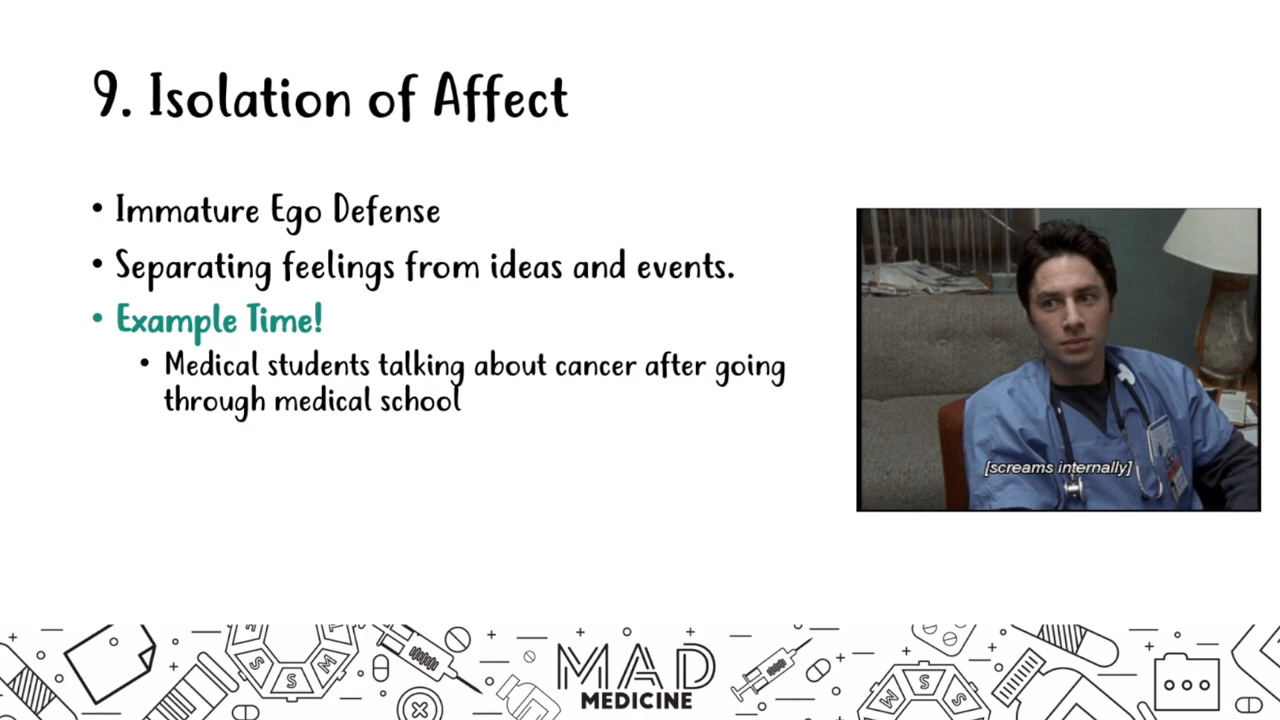 9. Isolation of Affect
• Immature Ego Defense
• Separating feelings from ideas and events.
• Example Time!
• Medical students talking about cancer after going
through medical school
[screams internally]
S
S
M
M
S
S
MAD
MEDICINE